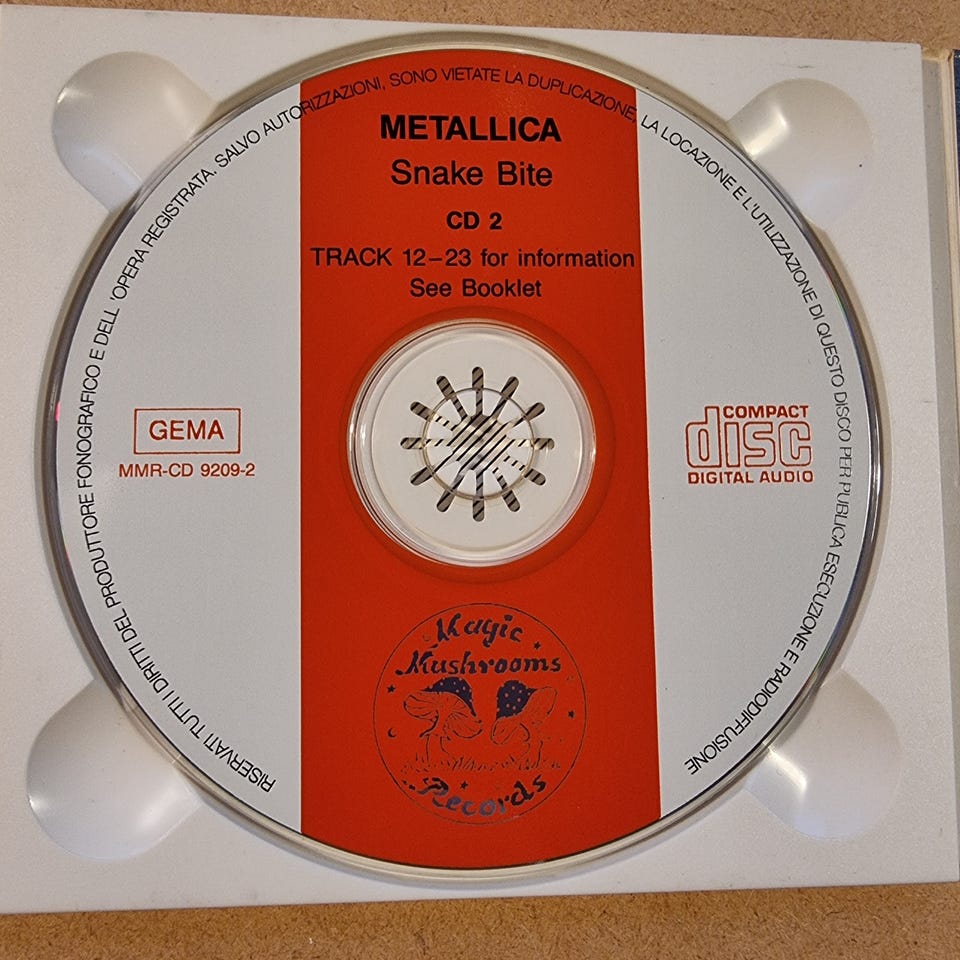 RISERVATI TUTTI I DIRITTI DEL PRODUTTORE FONOGRAFICO E DELL 'OPERA REGISTRATA. SALVO AUTORIZZAZIONI, SONO VIETATE LA DUPLICAZIONE, LA LOCAZIONE E L'UTILIZZAZIONE DI QUESTO DISCO PER PUBLICA ESECUZIONE E RADIODIFFUSIONE
METALLICA
Snake Bite
CD 2
TRACK 12–23 for information
See Booklet
GEMA
MMR-CD 9209-2
COMPACT
disc
DIGITAL AUDIO
Magic
Mushrooms
Records